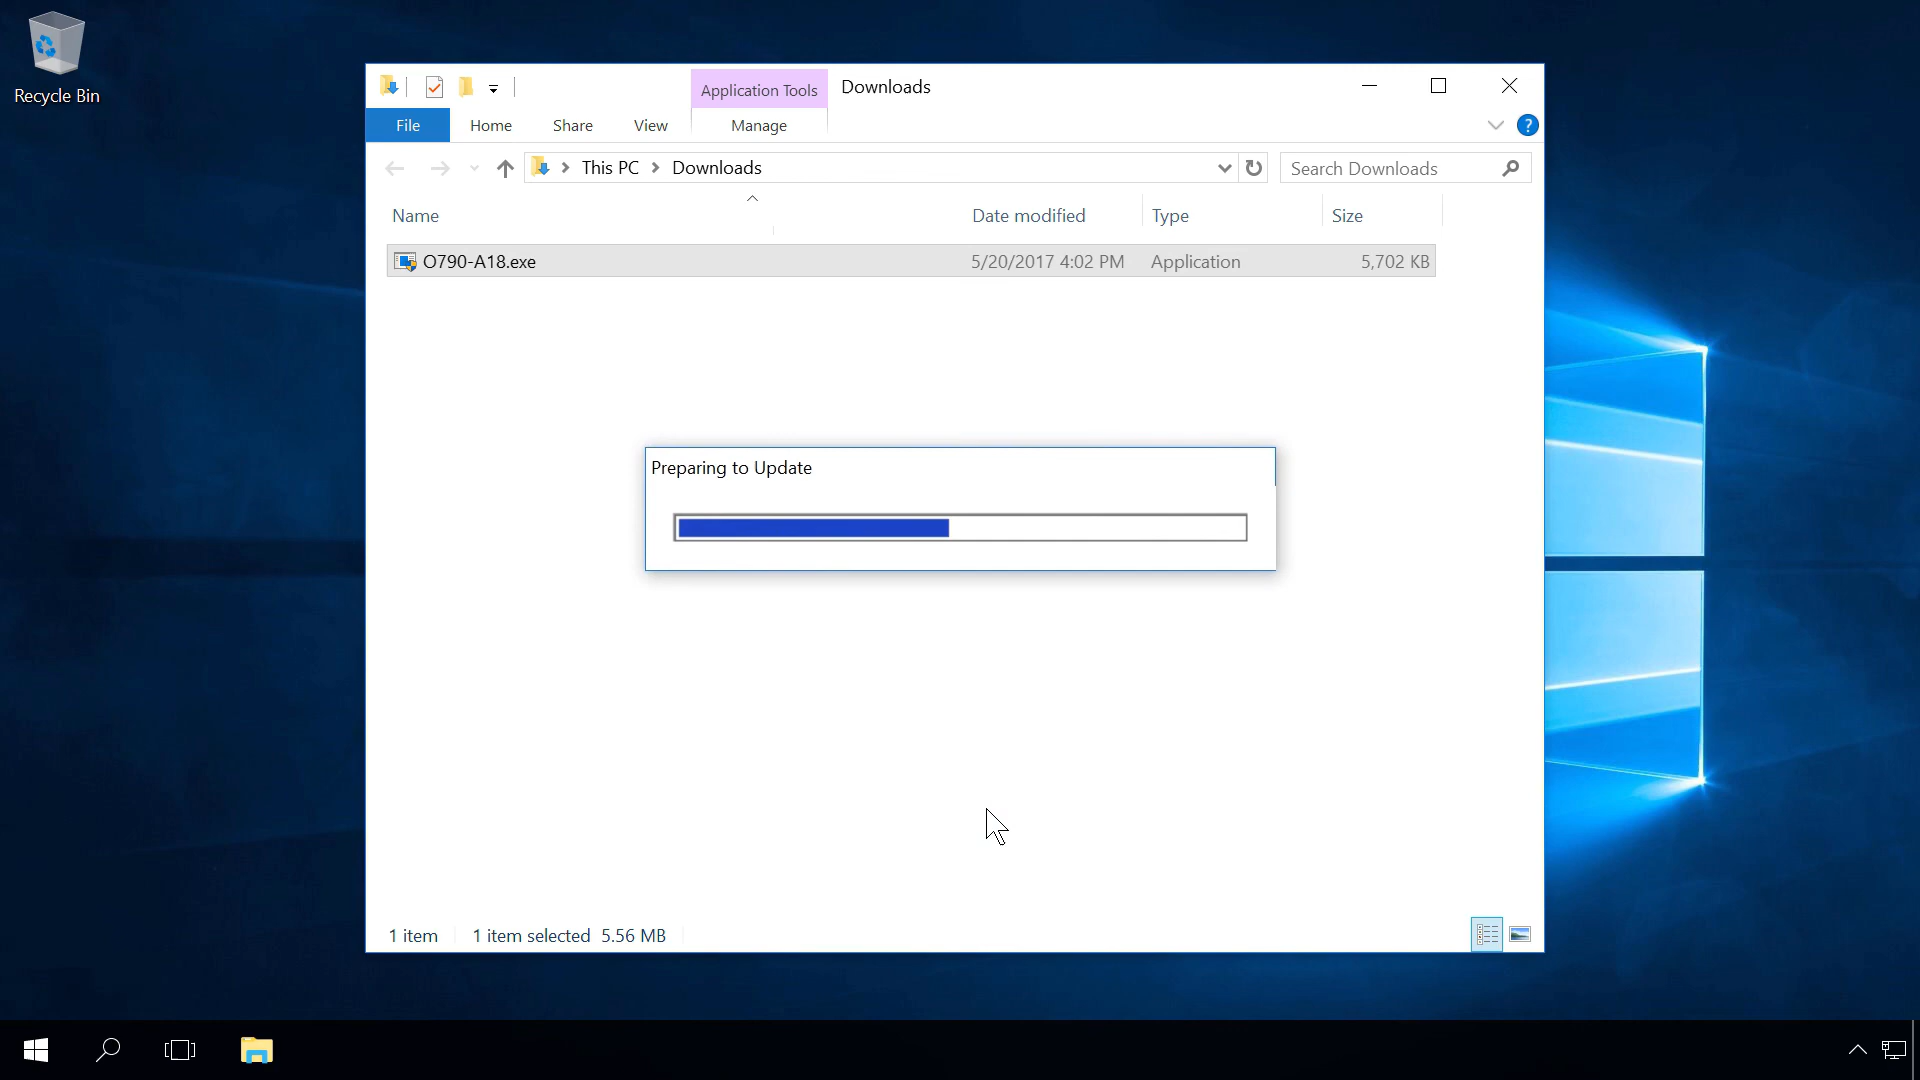 Recycle Bin
Application Tools
Downloads
File
Home
Share
View
Manage
?
This PC
Downloads
Search Downloads
Name
Date modified
Type
Size
O790-A18.exe
5/20/2017 4:02 PM
Application
5,702 KB
Preparing to Update
1 item
1 item selected 5.56 MB